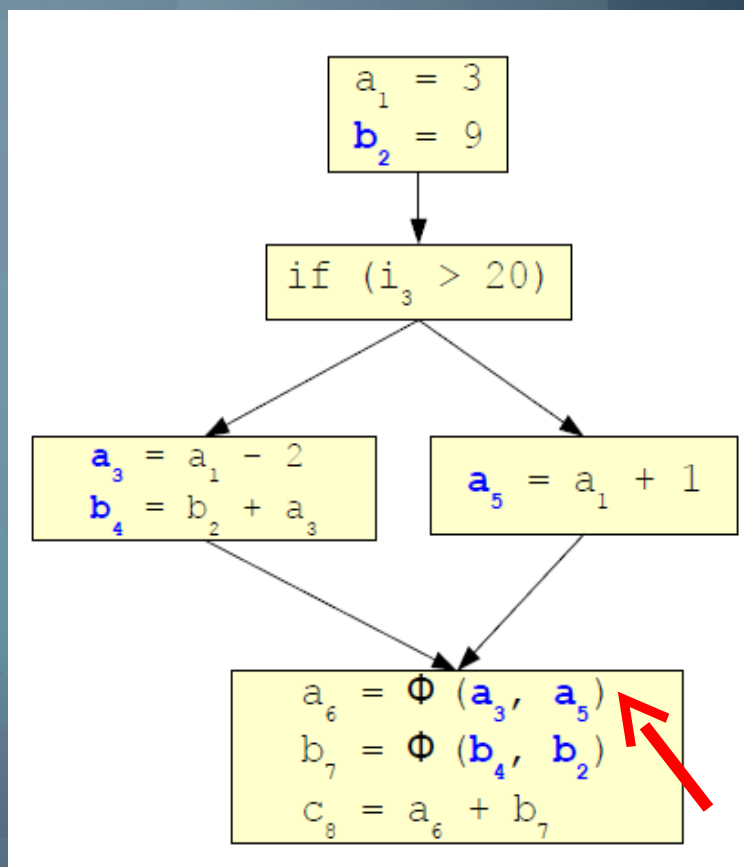 a₁ = 3
b₂ = 9
if (i₃ > 20)
a₃ = a₁ - 2
b₄ = b₂ + a₃
a₅ = a₁ + 1
a₆ = Φ (a₃, a₅)
b₇ = Φ (b₄, b₂)
c₈ = a₆ + b₇